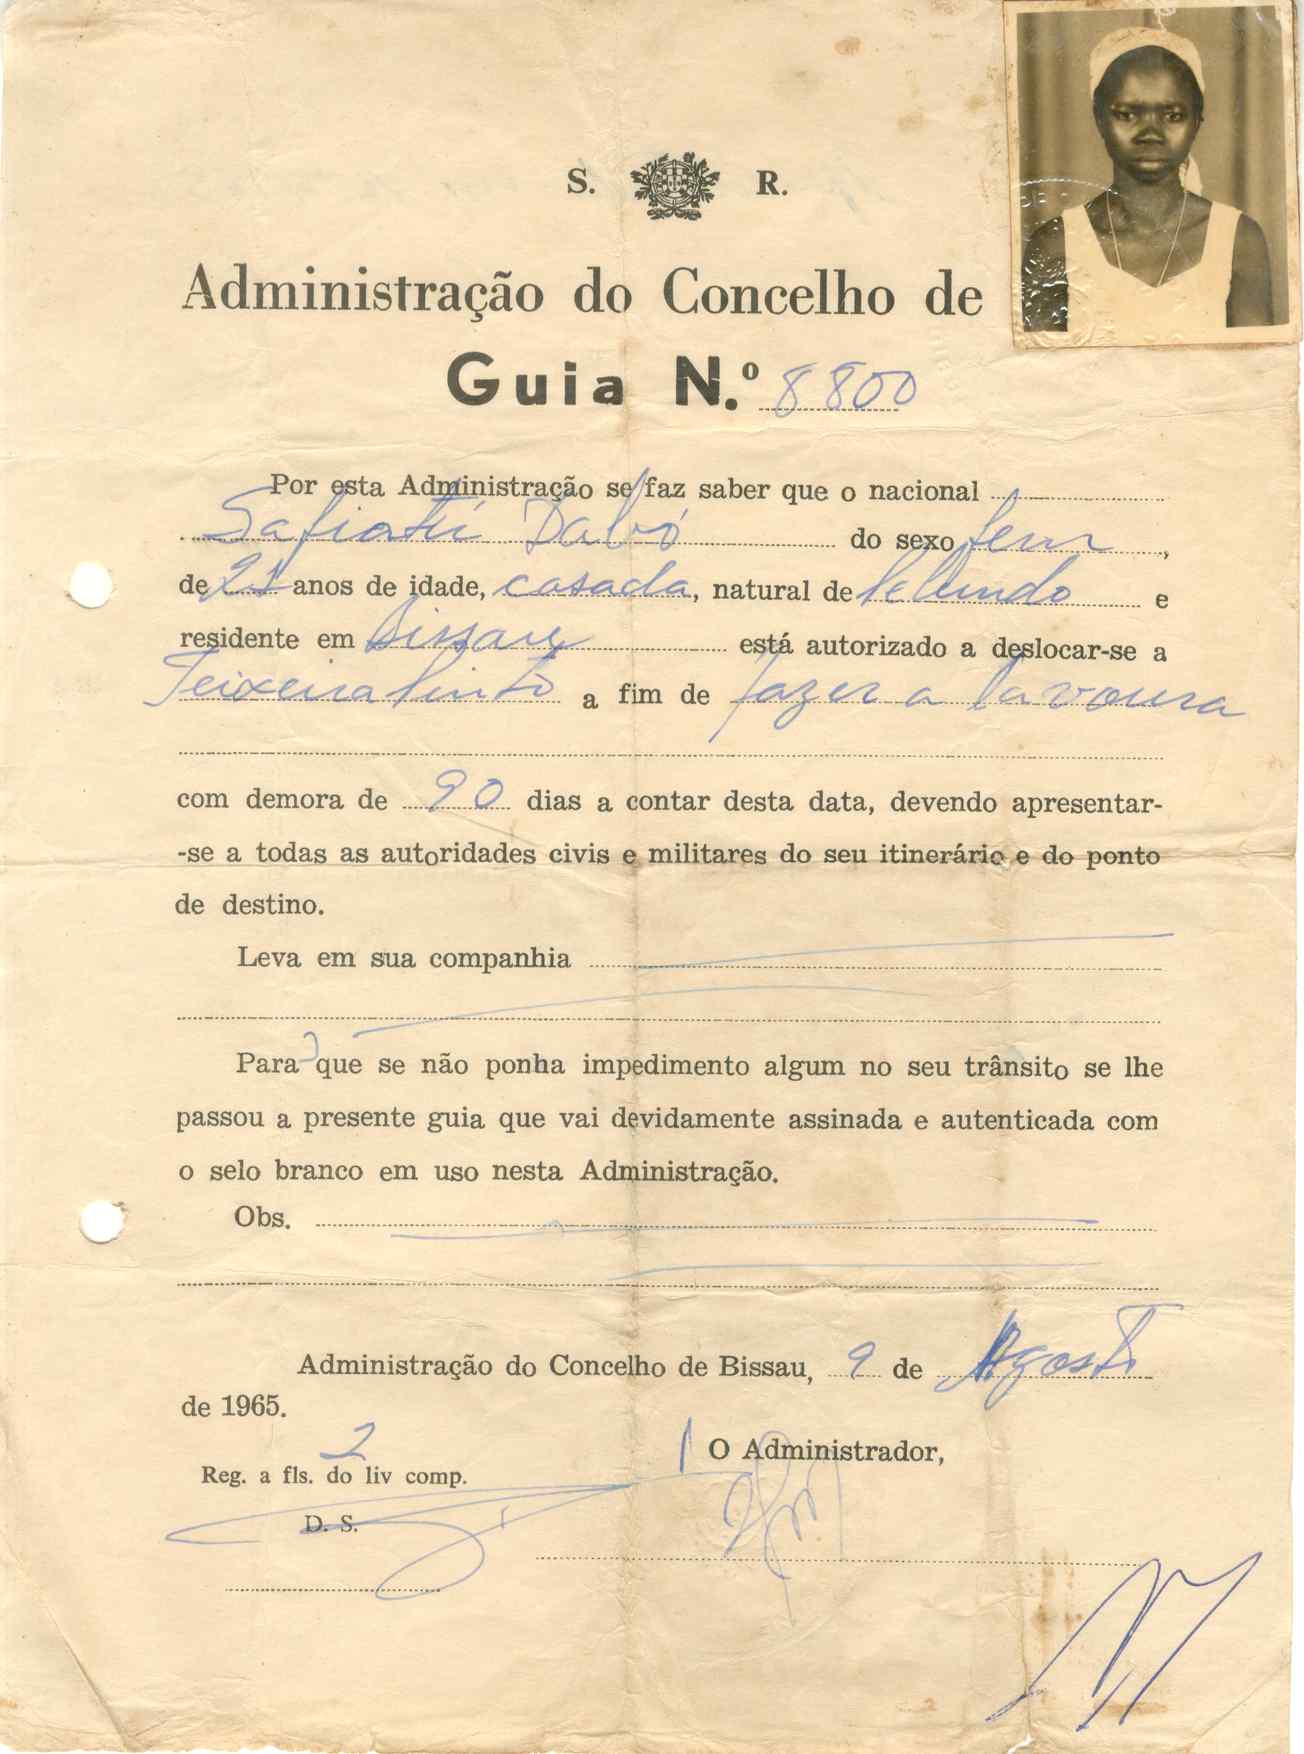 S. R.
Administração do Concelho de
Guia N.º 8800
Por esta Administração se faz saber que o nacional
Safiatú Dabó do sexo fem,
de 21 anos de idade, casada, natural de Pelundo e
residente em Bissau está autorizado a deslocar-se a
Teixeira Pinto a fim de fazer a lavoura
com demora de 90 dias a contar desta data, devendo apresentar-
-se a todas as autoridades civis e militares do seu itinerário e do ponto
de destino.
Leva em sua companhia
Para que se não ponha impedimento algum no seu trânsito se lhe
passou a presente guia que vai devidamente assinada e autenticada com
o selo branco em uso nesta Administração.
Obs.
Administração do Concelho de Bissau, 9 de Agosto
de 1965.
2
O Administrador,
Reg. a fls. do liv comp.
D. S.